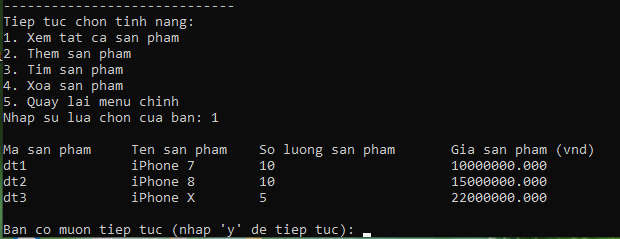 -----------------------------
Tiep tuc chon tinh nang:
1. Xem tat ca san pham
2. Them san pham
3. Tim san pham
4. Xoa san pham
5. Quay lai menu chinh
Nhap su lua chon cua ban: 1
Ma san pham Ten san pham So luong san pham Gia san pham (vnd)
dt1 iPhone 7 10 10000000.000
dt2 iPhone 8 10 15000000.000
dt3 iPhone X 5 22000000.000
Ban co muon tiep tuc (nhap 'y' de tiep tuc):